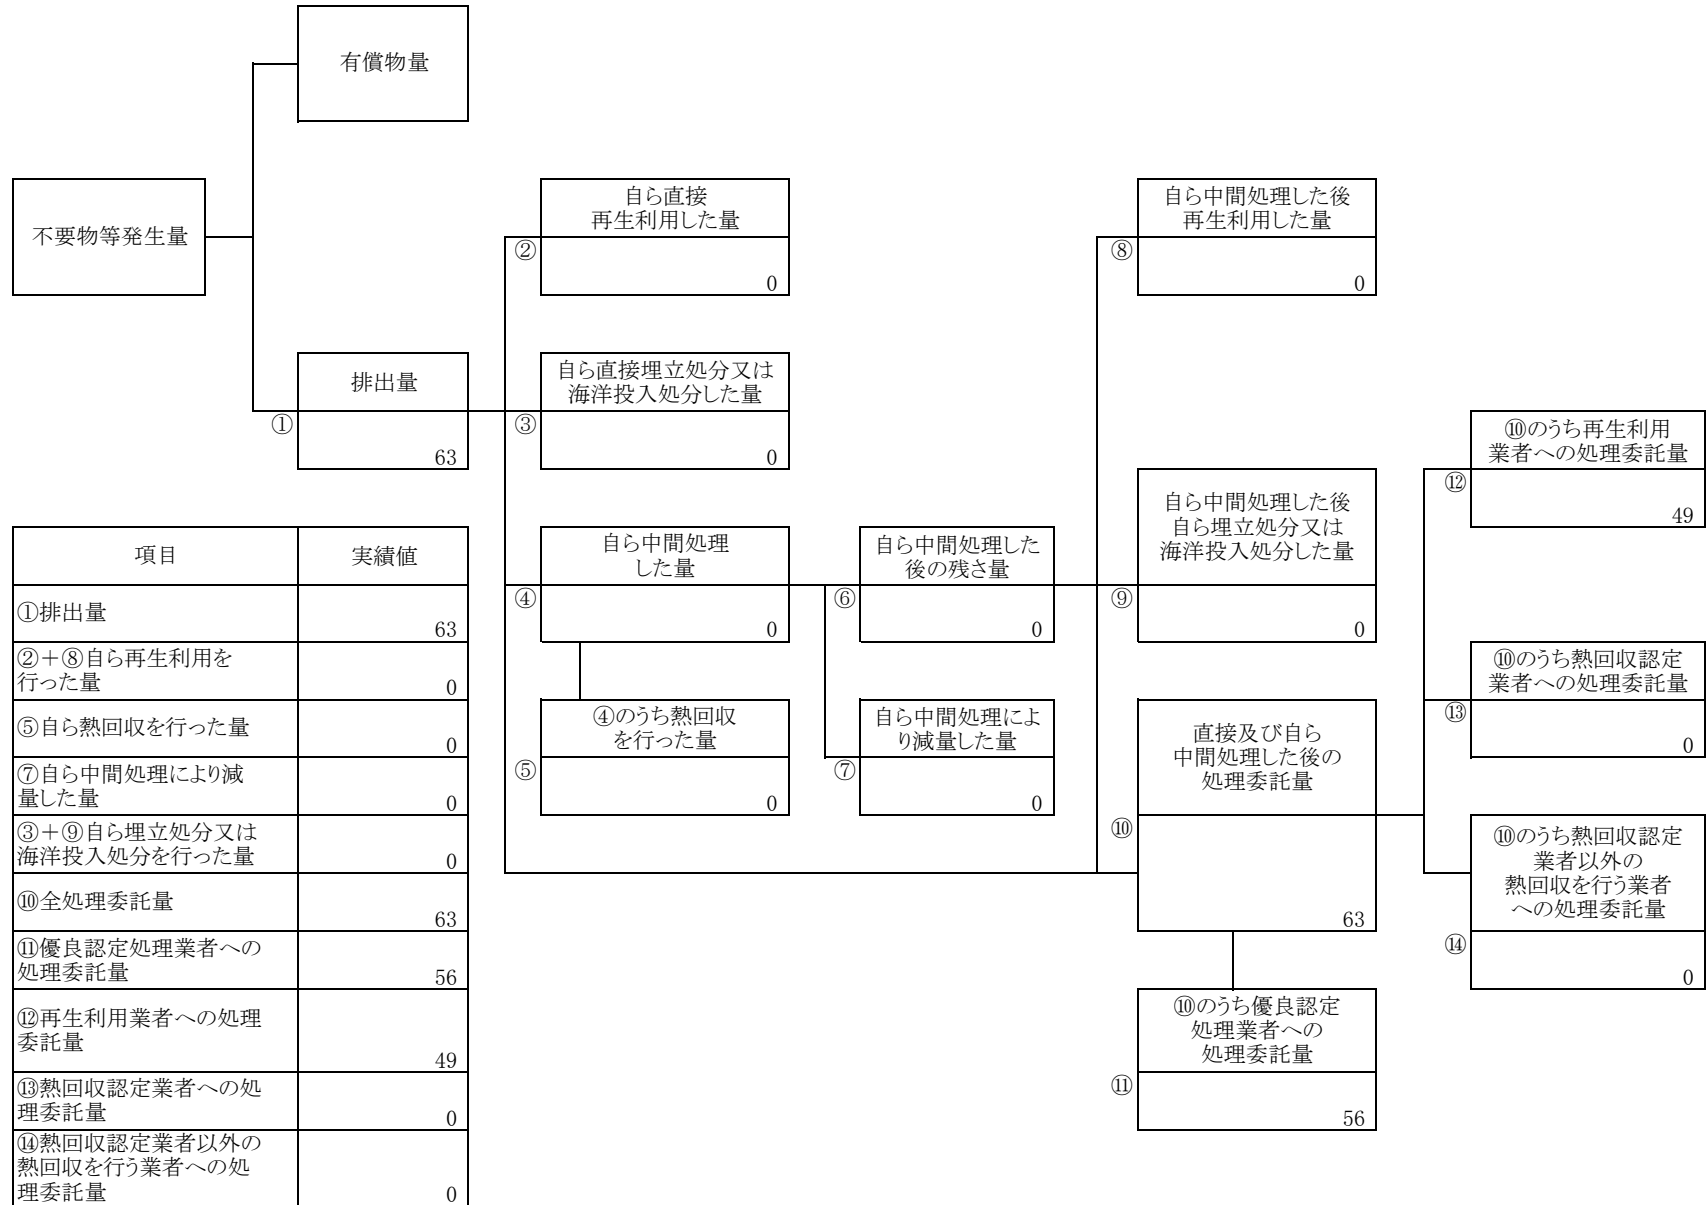 有償物量
不要物等発生量
自ら直接
再生利用した量
②
0
自ら中間処理した後
再生利用した量
⑧
0
排出量
①
63
自ら直接埋立処分又は
海洋投入処分した量
③
0
⑩のうち再生利用
業者への処理委託量
⑫
49
自ら中間処理した後
自ら埋立処分又は
海洋投入処分した量
⑨
0
自ら中間処理
した量
④
0
自ら中間処理した
後の残さ量
⑥
0
⑩のうち熱回収認定
業者への処理委託量
⑬
0
④のうち熱回収
を行った量
⑤
0
自ら中間処理によ
り減量した量
⑦
0
直接及び自ら
中間処理した後の
処理委託量
⑩
63
⑩のうち熱回収認定
業者以外の
熱回収を行う業者
への処理委託量
⑭
0
⑩のうち優良認定
処理業者への
処理委託量
⑪
56
項目 実績値
①排出量
63
②＋⑧自ら再生利用を
行った量
0
⑤自ら熱回収を行った量
0
⑦自ら中間処理により減
量した量
0
③＋⑨自ら埋立処分又は
海洋投入処分を行った量
0
⑩全処理委託量
63
⑪優良認定処理業者への
処理委託量
56
⑫再生利用業者への処理
委託量
49
⑬熱回収認定業者への処
理委託量
0
⑭熱回収認定業者以外の
熱回収を行う業者への処
理委託量
0